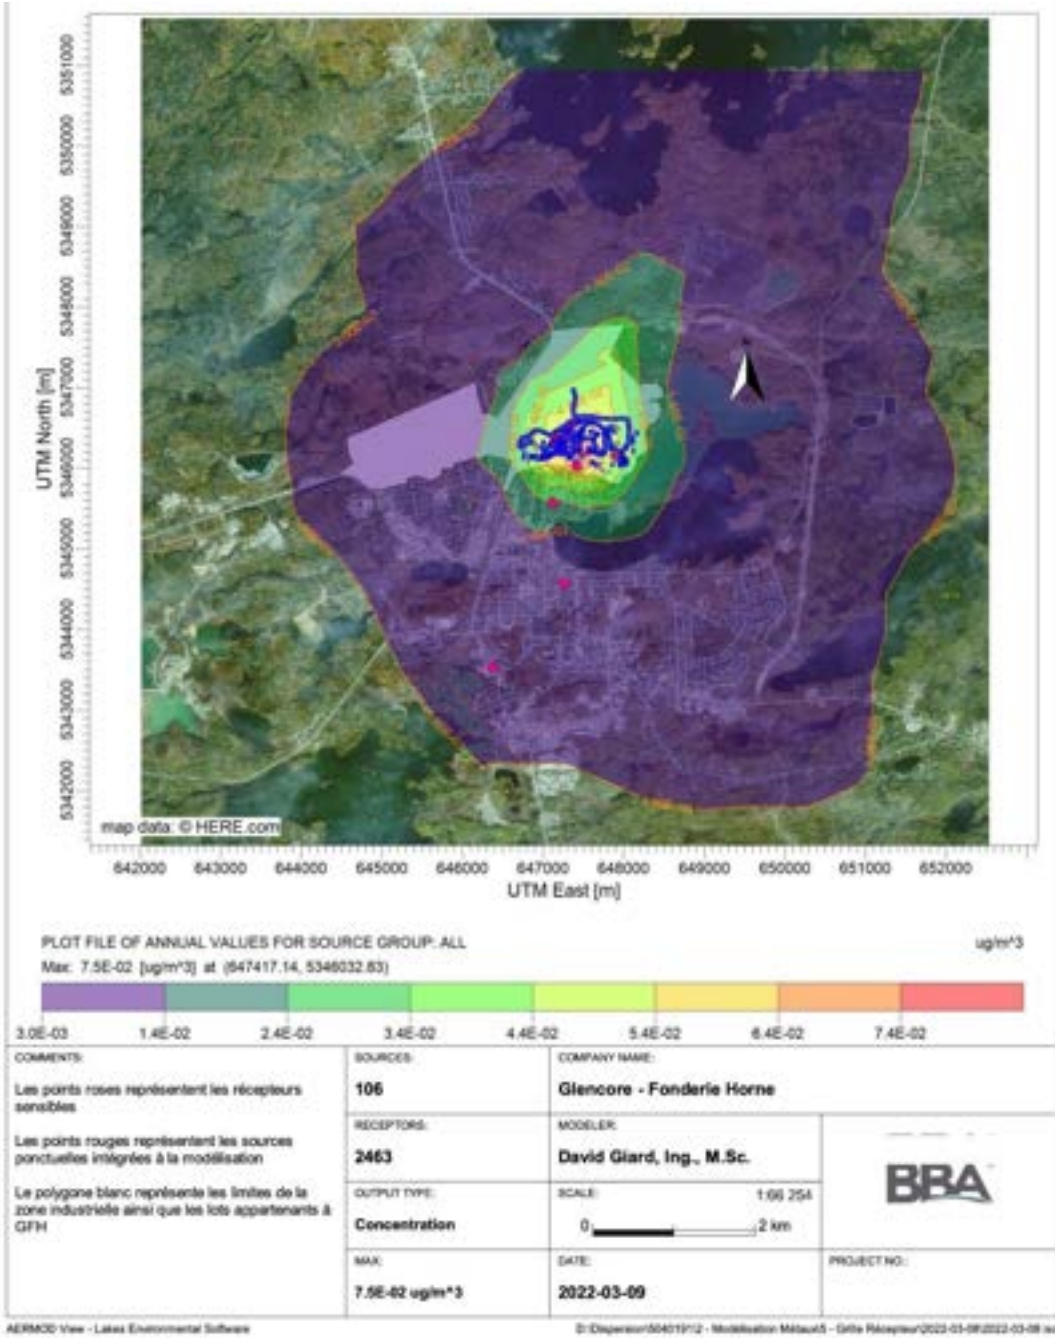 5351000
5350000
5349000
5348000
5347000
5346000
5345000
5344000
5343000
5342000
UTM North [m]
map data: © HERE.com
642000 643000 644000 645000 646000 647000 648000 649000 650000 651000 652000
UTM East [m]
PLOT FILE OF ANNUAL VALUES FOR SOURCE GROUP: ALL
ug/m^3
Max: 7.5E-02 [ug/m^3] at (647417.14, 5346032.63)
3.0E-03 1.4E-02 2.4E-02 3.4E-02 4.4E-02 5.4E-02 6.4E-02 7.4E-02
COMMENTS:
Les points roses représentent les récepteurs
sensibles
Les points rouges représentent les sources
ponctuelles intégrées à la modélisation
Le polygone blanc représente les limites de la
zone industrielle ainsi que les lots appartenants à
GFH
SOURCES:
106
COMPANY NAME:
Glencore - Fonderie Horne
RECEPTORS:
2463
MODELER:
David Giard, Ing., M.Sc.
OUTPUT TYPE:
Concentration
SCALE:
1:66 254
0 2 km
BBA
MAX:
7.5E-02 ug/m^3
DATE:
2022-03-09
PROJECT NO.:
AERMOD View - Lakes Environmental Software